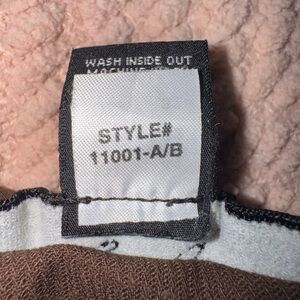 WASH INSIDE OUT
STYLE#
11001-A/B